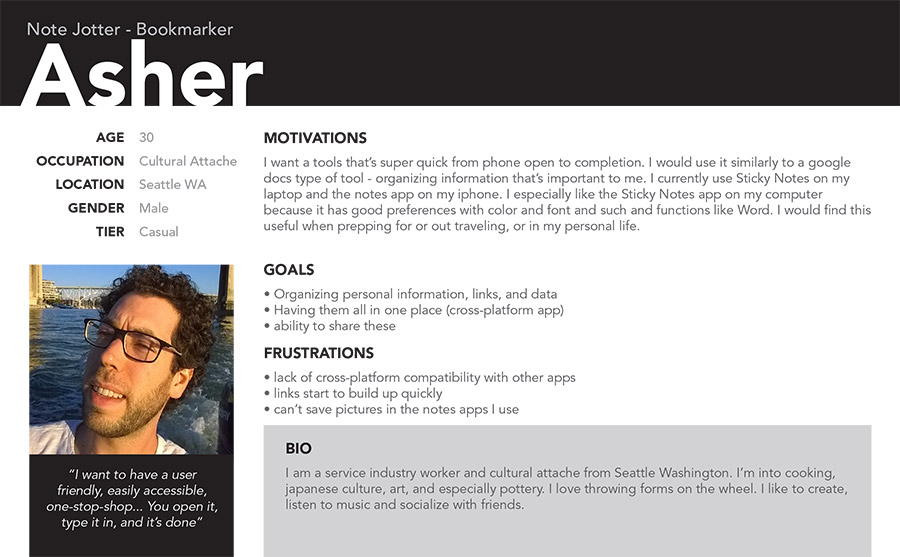 Note Jotter - Bookmarker
Asher
AGE 30
OCCUPATION Cultural Attache
LOCATION Seattle WA
GENDER Male
TIER Casual
MOTIVATIONS
I want a tools that's super quick from phone open to completion. I would use it similarly to a google
docs type of tool - organizing information that's important to me. I currently use Sticky Notes on my
laptop and the notes app on my iphone. I especially like the Sticky Notes app on my computer
because it has good preferences with color and font and such and functions like Word. I would find this
useful when prepping for or out traveling, or in my personal life.
GOALS
• Organizing personal information, links, and data
• Having them all in one place (cross-platform app)
• ability to share these
FRUSTRATIONS
• lack of cross-platform compatibility with other apps
• links start to build up quickly
• can't save pictures in the notes apps I use
"I want to have a user
friendly, easily accessible,
one-stop-shop... You open it,
type it in, and it's done"
BIO
I am a service industry worker and cultural attache from Seattle Washington. I'm into cooking,
japanese culture, art, and especially pottery. I love throwing forms on the wheel. I like to create,
listen to music and socialize with friends.